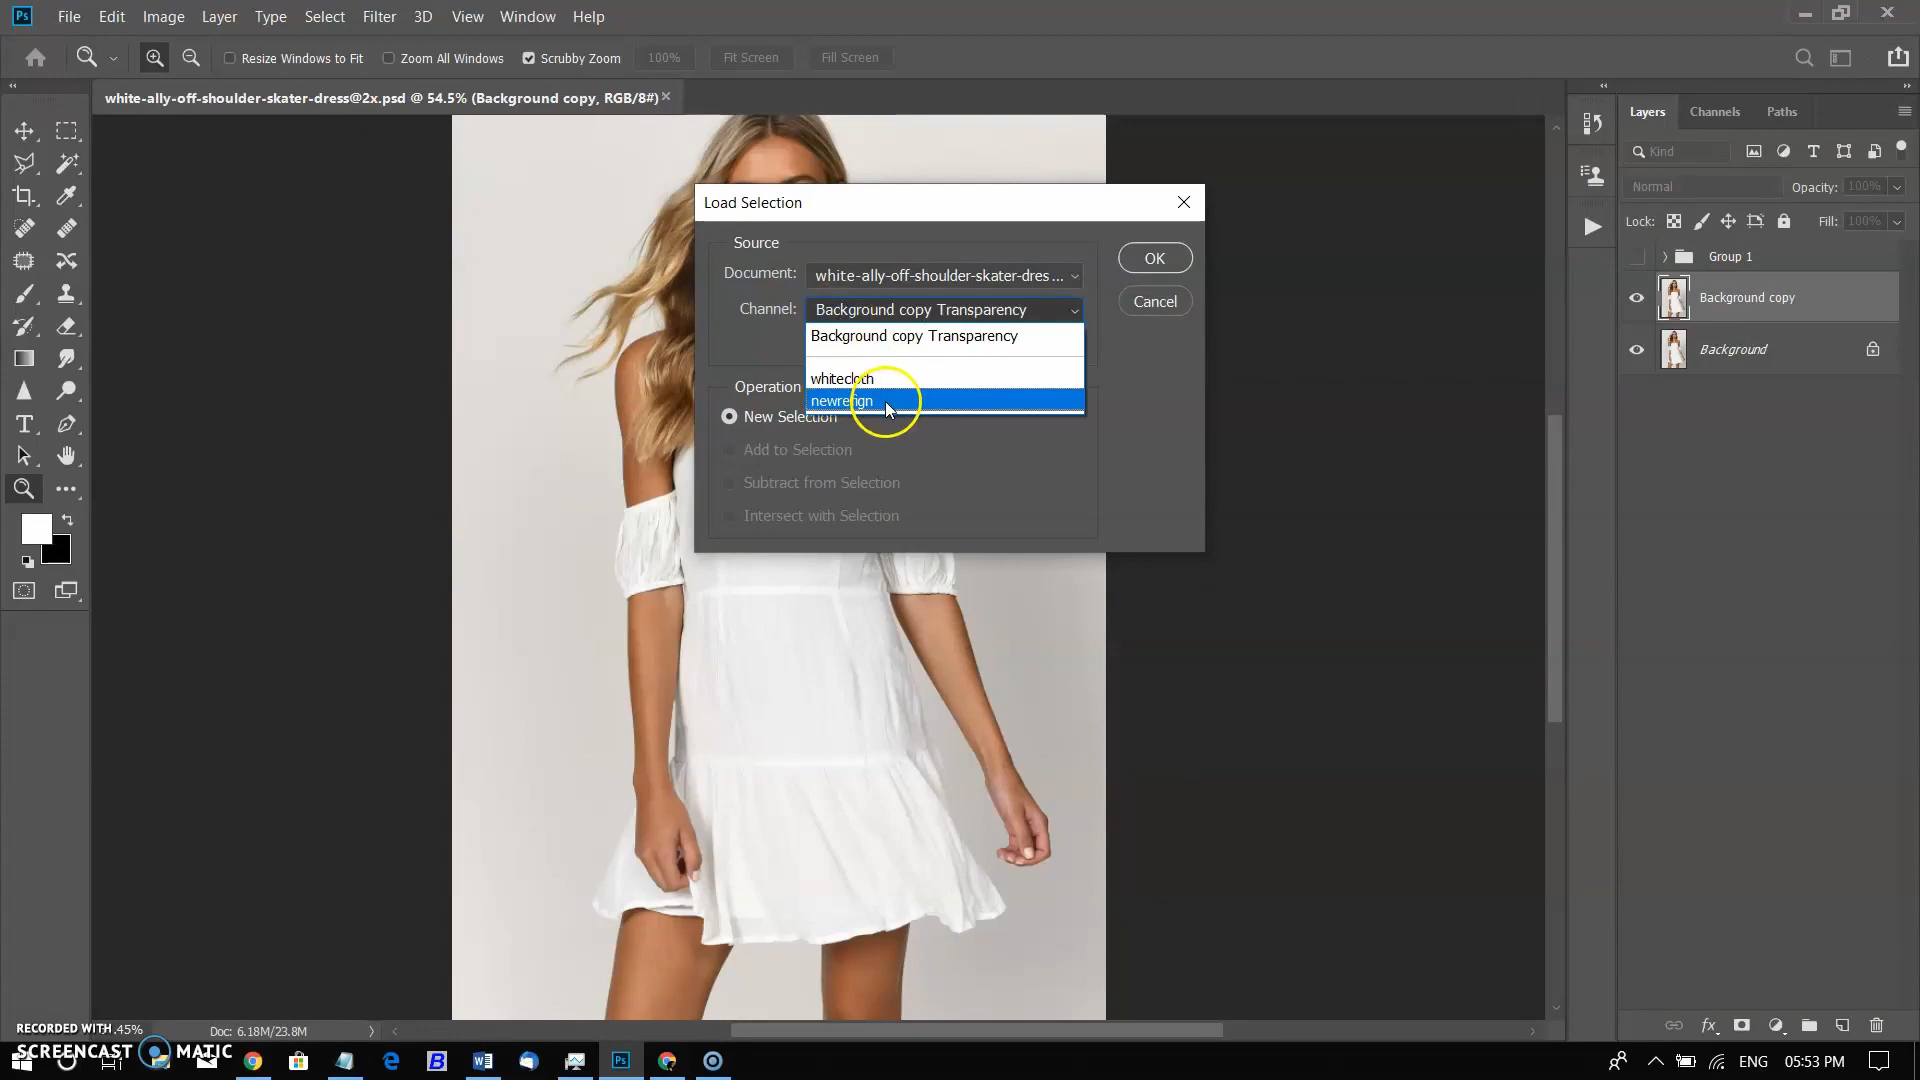 Ps File Edit Image Layer Type Select Filter 3D View Window Help
Resize Windows to Fit Zoom All Windows Scrubby Zoom 100% Fit Screen Fill Screen
white-ally-off-shoulder-skater-dress@2x.psd @ 54.5% (Background copy, RGB/8#)
Layers Channels Paths
Kind
Normal Opacity: 100%
Lock: Fill: 100%
Group 1
Background copy
Background
Load Selection
Source
Document: white-ally-off-shoulder-skater-dres ...
Channel: Background copy Transparency
Background copy Transparency
whitecloth
newrefign
OK
Cancel
Operation
New Selection
Add to Selection
Subtract from Selection
Intersect with Selection
RECORDED WITH
SCREENCAST MATIC
.45% Doc: 6.18M/23.8M
fx
Ps
ENG 05:53 PM